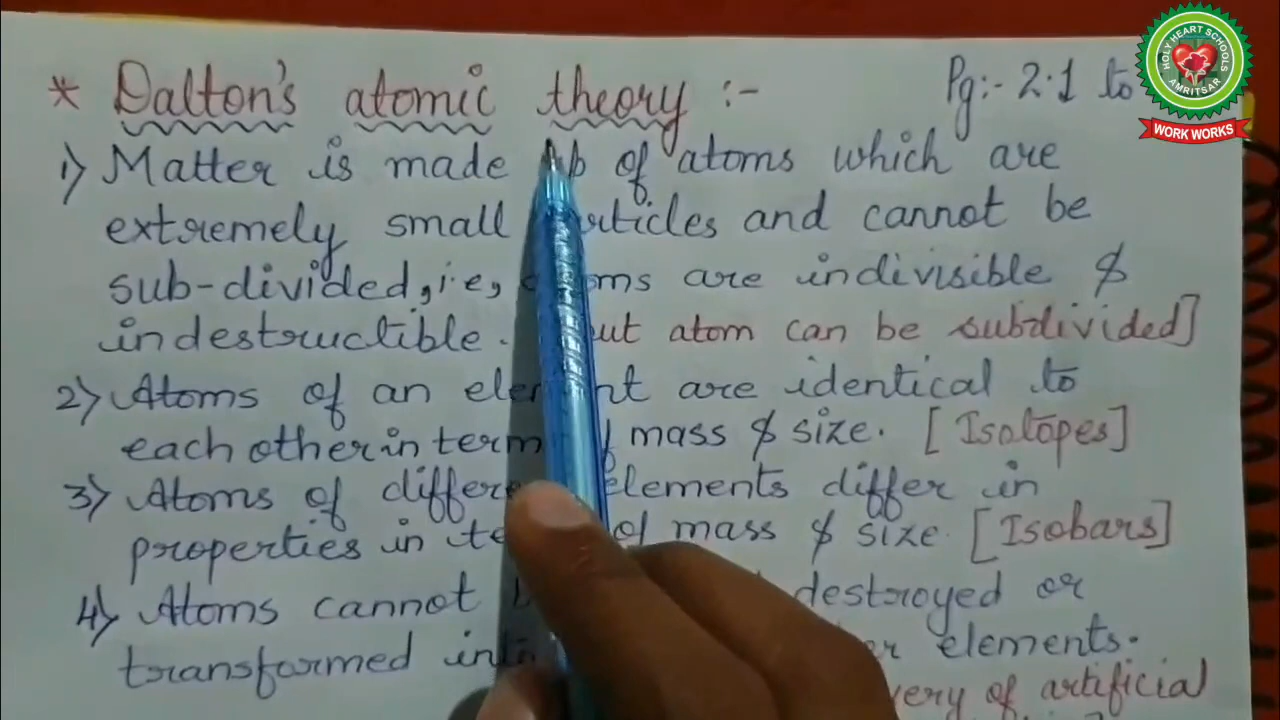 * Dalton's atomic theory :- Pg:- 2.1 to
HOLY HEART SCHOOLS
AMRITSAR
WORK WORKS
1) Matter is made of atoms which are
extremely small and cannot be
sub-divided, i.e, are indivisible &
indestructible. atom can be subdivided]
2) Atoms of an are identical to
each other in mass & size. [Isotopes]
3) Atoms of elements differ in
properties in of mass & size. [Isobars]
4) Atoms cannot destroyed or
transformed elements.
of artificial